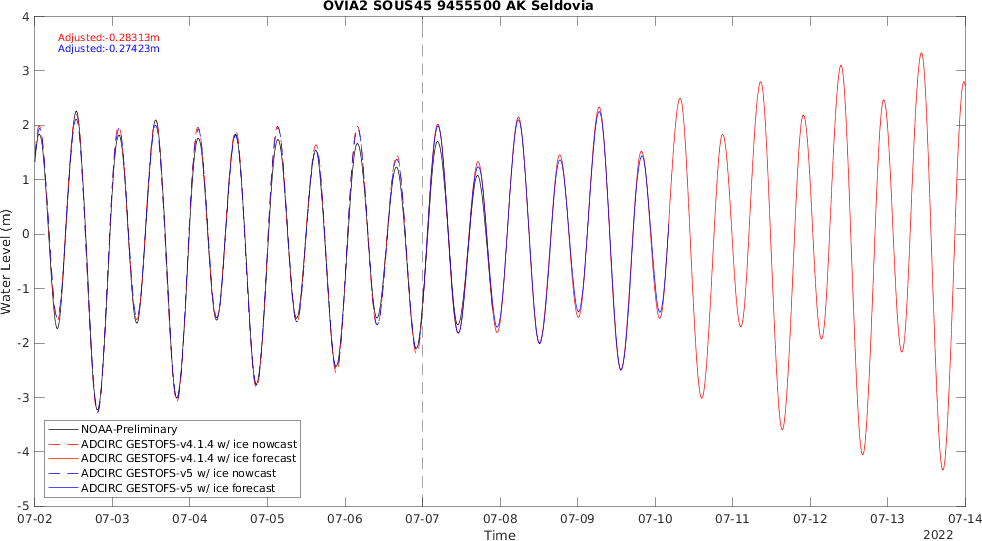 OVIA2 SOUS45 9455500 AK Seldovia
Adjusted:-0.28313m
Adjusted:-0.27423m
Water Level (m)
4
3
2
1
0
-1
-2
-3
-4
-5
NOAA-Preliminary
ADCIRC GESTOFS-v4.1.4 w/ ice nowcast
ADCIRC GESTOFS-v4.1.4 w/ ice forecast
ADCIRC GESTOFS-v5 w/ ice nowcast
ADCIRC GESTOFS-v5 w/ ice forecast
07-02 07-03 07-04 07-05 07-06 07-07 07-08 07-09 07-10 07-11 07-12 07-13 07-14
Time
2022